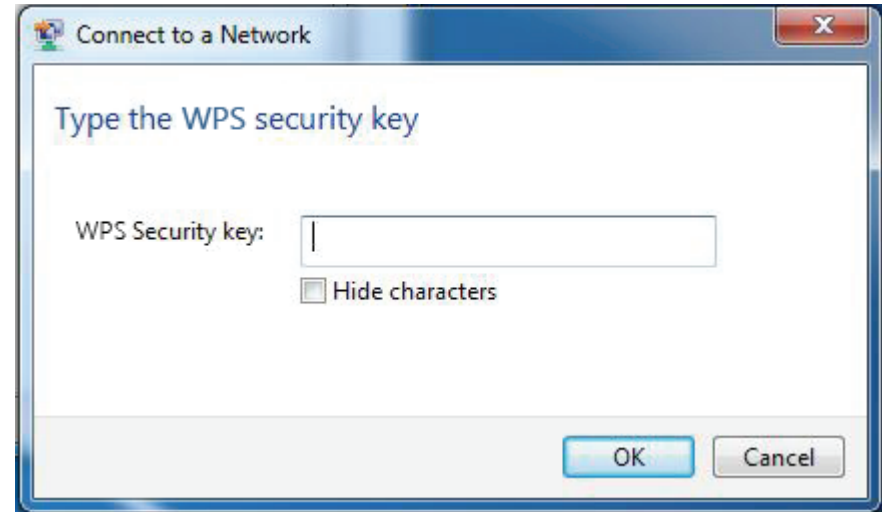 Connect to a Network
Type the WPS security key
WPS Security key:
Hide characters
OK Cancel